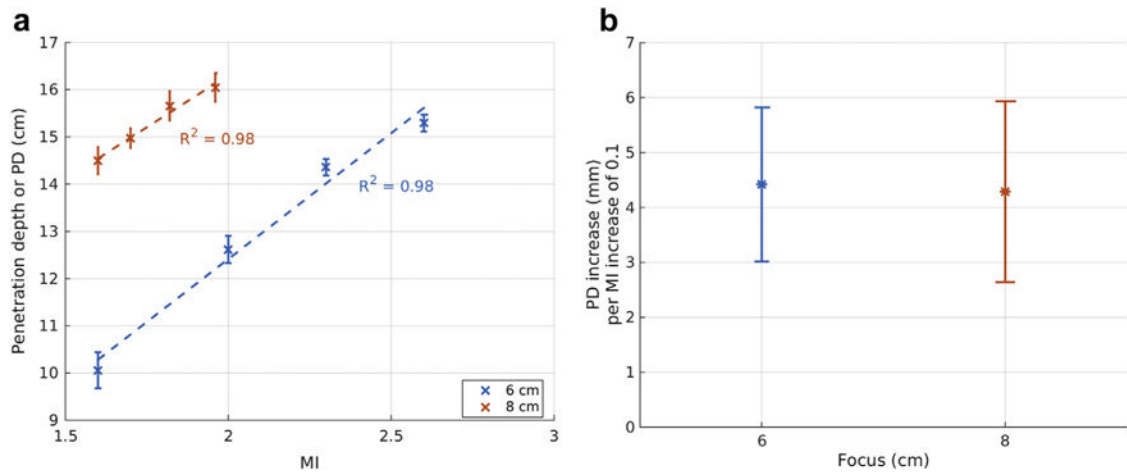 a
Penetration depth or PD (cm)
17
16
15
14
13
12
11
10
9
1.5
2
2.5
3
MI
R² = 0.98
R² = 0.98
6 cm
8 cm
b
PD increase (mm)
per MI increase of 0.1
7
6
5
4
3
2
1
0
6
8
Focus (cm)